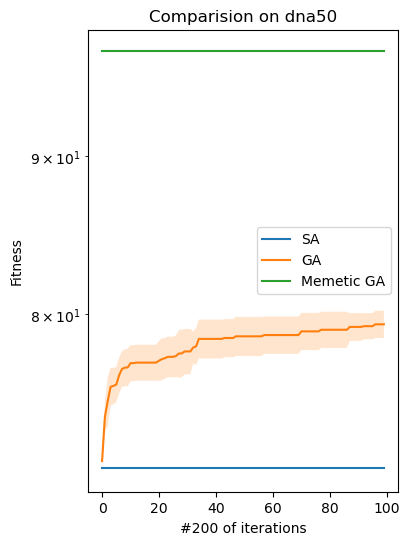 Comparision on dna50
Fitness
9 × 10¹
8 × 10¹
SA
GA
Memetic GA
0 20 40 60 80 100
#200 of iterations